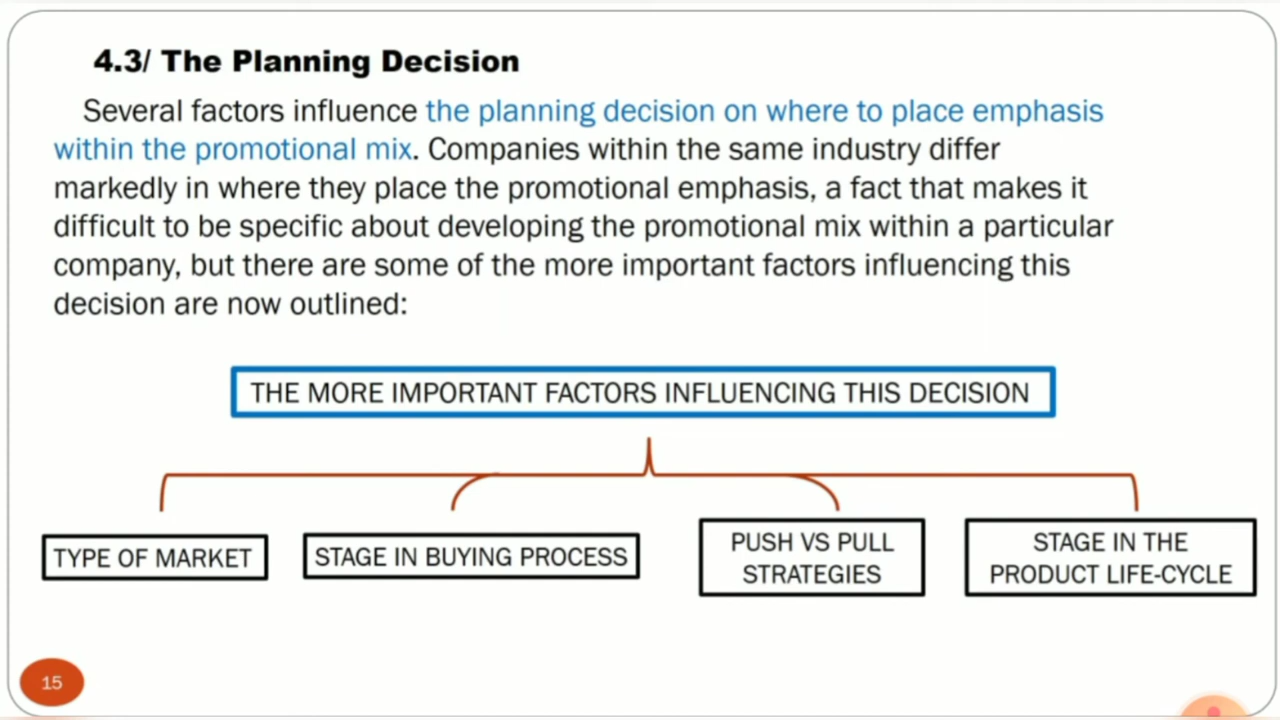 4.3/ The Planning Decision
Several factors influence the planning decision on where to place emphasis
within the promotional mix. Companies within the same industry differ
markedly in where they place the promotional emphasis, a fact that makes it
difficult to be specific about developing the promotional mix within a particular
company, but there are some of the more important factors influencing this
decision are now outlined:
THE MORE IMPORTANT FACTORS INFLUENCING THIS DECISION
TYPE OF MARKET
STAGE IN BUYING PROCESS
PUSH VS PULL
STRATEGIES
STAGE IN THE
PRODUCT LIFE-CYCLE
15